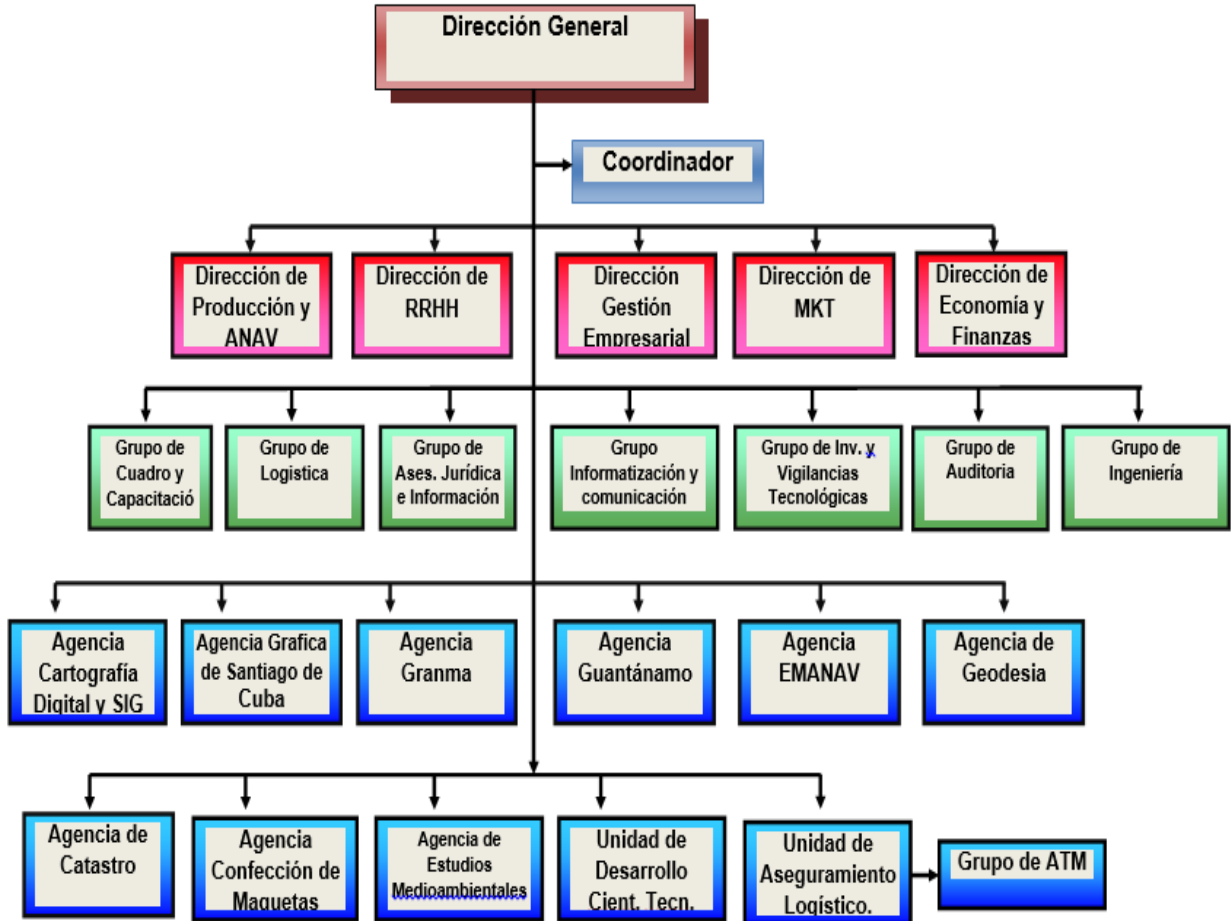 Dirección General
Coordinador
Dirección de
Producción y
ANAV
Dirección de
RRHH
Dirección
Gestión
Empresarial
Dirección de
MKT
Dirección de
Economía y
Finanzas
Grupo de
Cuadro y
Capacitació
Grupo de
Logistica
Grupo de
Ases. Jurídica
e Información
Grupo
Informatización y
comunicación
Grupo de Inv. y
Vigilancias
Tecnológicas
Grupo de
Auditoria
Grupo de
Ingeniería
Agencia
Cartografía
Digital y SIG
Agencia Grafica
de Santiago de
Cuba
Agencia
Granma
Agencia
Guantánamo
Agencia
EMANAV
Agencia de
Geodesia
Agencia de
Catastro
Agencia
Confección de
Maquetas
Agencia de
Estudios
Medioambientales
Unidad de
Desarrollo
Cient. Tecn.
Unidad de
Aseguramiento
Logístico.
Grupo de ATM